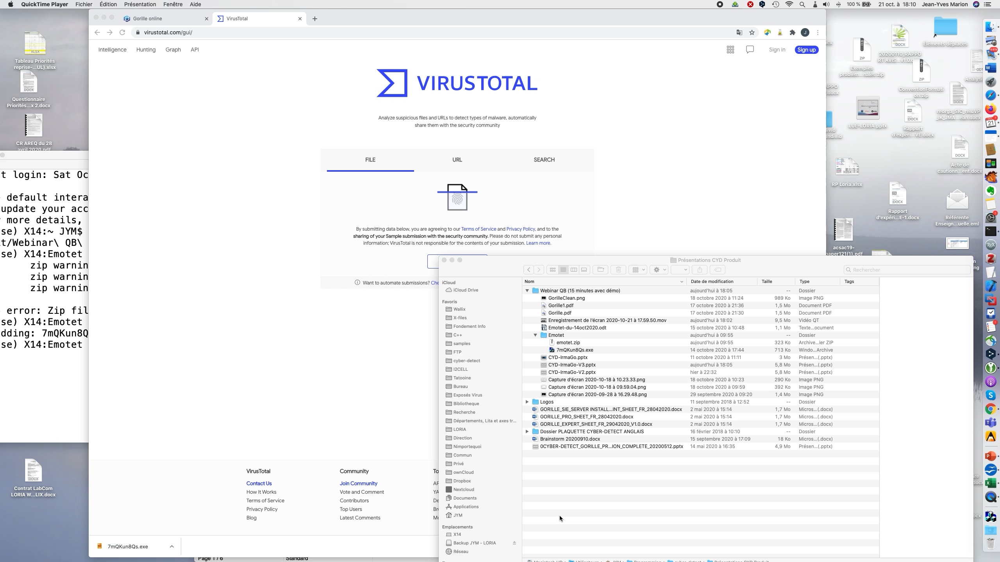 QuickTime Player Fichier Édition Présentation Fenêtre Aide
100 % 21 oct. à 18:10 Jean-Yves Marion
Gorille online
VirusTotal
virustotal.com/gui/
Intelligence Hunting Graph API
Sign in Sign up
VIRUSTOTAL
Analyze suspicious files and URLs to detect types of malware, automatically
share them with the security community
FILE URL SEARCH
By submitting data below, you are agreeing to our Terms of Service and Privacy Policy, and to the
sharing of your Sample submission with the security community. Please do not submit any personal
information; VirusTotal is not responsible for the contents of your submission. Learn more.
Want to automate submissions? Che
VirusTotal
Contact Us
How It Works
Terms of Service
Privacy Policy
Blog
Community
Join Community
Vote and Comment
Contributors
Top Users
Latest Comments
7mQKun8Qs.exe
Page 1 / 6 Standard
XLSX
Tableau Priorités
reprise-...UL).xlsx
DOCX
Questionnaire
Priorités...x 2.docx
CR AREQ du 28
avril 2020.pdf
t login: Sat Oc
default intera
update your acc
more details,
se) X14:~ JYM$
t/Webinar\ QB\
se) X14:Emotet
zip warnin
zip warnin
zip warnin
error: Zip fil
se) X14:Emotet
dding: 7mQKun8Q
se) X14:Emotet
DOCX
Contrat LabCom
LORIA W...LIX.docx
Présentations CYD Produit
Rechercher
iCloud
iCloud Drive
Favoris
Wallix
X-files
Fondement Info
C++
samples
FTP
cyber-detect
I2CELL
Tatooine
Bureau
Exposés Virus
Bibliotheque
Recherche
Départements, Lita et axes tr...
LORIA
Direction
Nimportequoi
Commun
Privé
ownCloud
Dropbox
Nextcloud
Documents
Applications
JYM
Emplacements
X14
Backup JYM - LORIA
Réseau
Nom Date de modification Taille Type Tags
Webinar QB (15 minutes avec démo) aujourd'hui à 18:05 -- Dossier
GorilleClean.png 18 octobre 2020 à 11:24 989 Ko Image PNG
Gorille1.pdf 17 octobre 2020 à 21:36 1,5 Mo Document PDF
Gorille.pdf 17 octobre 2020 à 21:30 1,5 Mo Document PDF
Enregistrement de l'écran 2020-10-21 à 17.59.50.mov aujourd'hui à 18:02 9,5 Mo Vidéo QT
Emotet-du-14oct2020.odt 15 octobre 2020 à 10:48 1,1 Mo Texte...ocument
Emotet aujourd'hui à 09:55 -- Dossier
emotet.zip aujourd'hui à 09:55 323 Ko Archive...ier ZIP
7mQKun8Qs.exe 14 octobre 2020 à 17:44 713 Ko Windo...Archive
CYD-IrmaGo.pptx 11 octobre 2020 à 11:11 3 Mo Présen...(.pptx)
CYD-IrmaGo-V3.pptx aujourd'hui à 18:05 5,8 Mo Présen...(.pptx)
CYD-IrmaGo-V2.pptx hier à 22:32 5,8 Mo Présen...(.pptx)
Capture d'écran 2020-10-18 à 10.23.33.png 18 octobre 2020 à 10:23 290 Ko Image PNG
Capture d'écran 2020-10-18 à 09.59.04.png 18 octobre 2020 à 09:59 392 Ko Image PNG
Capture d'écran 2020-09-28 à 16.29.48.png 29 septembre 2020 à 09:20 1,4 Mo Image PNG
Logos 11 septembre 2018 à 12:52 -- Dossier
GORILLE_SIE_SERVER INSTALL...INT_SHEET_FR_28042020.docx 2 mai 2020 à 15:14 1,7 Mo Micros...(.docx)
GORILLE_PRO_SHEET_FR_28042020.docx 2 mai 2020 à 15:14 1,7 Mo Micros...(.docx)
GORILLE_EXPERT_SHEET_FR_29042020_V1.0.docx 2 mai 2020 à 15:14 1,7 Mo Micros...(.docx)
Dossier PLAQUETTE CYBER-DETECT ANGLAIS 16 février 2018 à 10:10 -- Dossier
Brainstorm 20200910.docx 15 septembre 2020 à 17:09 18 Ko Micros...(.docx)
0CYBER-DETECT_GORILLE_PR...ION_COMPLETE_20200512.pptx 14 mai 2020 à 16:35 4,9 Mo Présen...(.pptx)
Éléments déplacés
DOCX
20200110_RAPPO
RT AVIS...v1.0.
ZIP
Exemples
problém...hales.zip
ZIP
ConventionFormati
on.zip
Analysi
LUE-LORIA.pptx
DOCX
reorga_SIC_reluVP
_IK_JMA...ean.docx
DOCX
Rapport
d'expéri...VE.docx
DOCX
Acte de
cautionn...ent.docx
XLSX
RP Loria.xlsx
DOCX
Rapport
d'expéri...E-1.docx
Référente
Enseign...uelle.eml
acsac19-
paper121(1).pdf